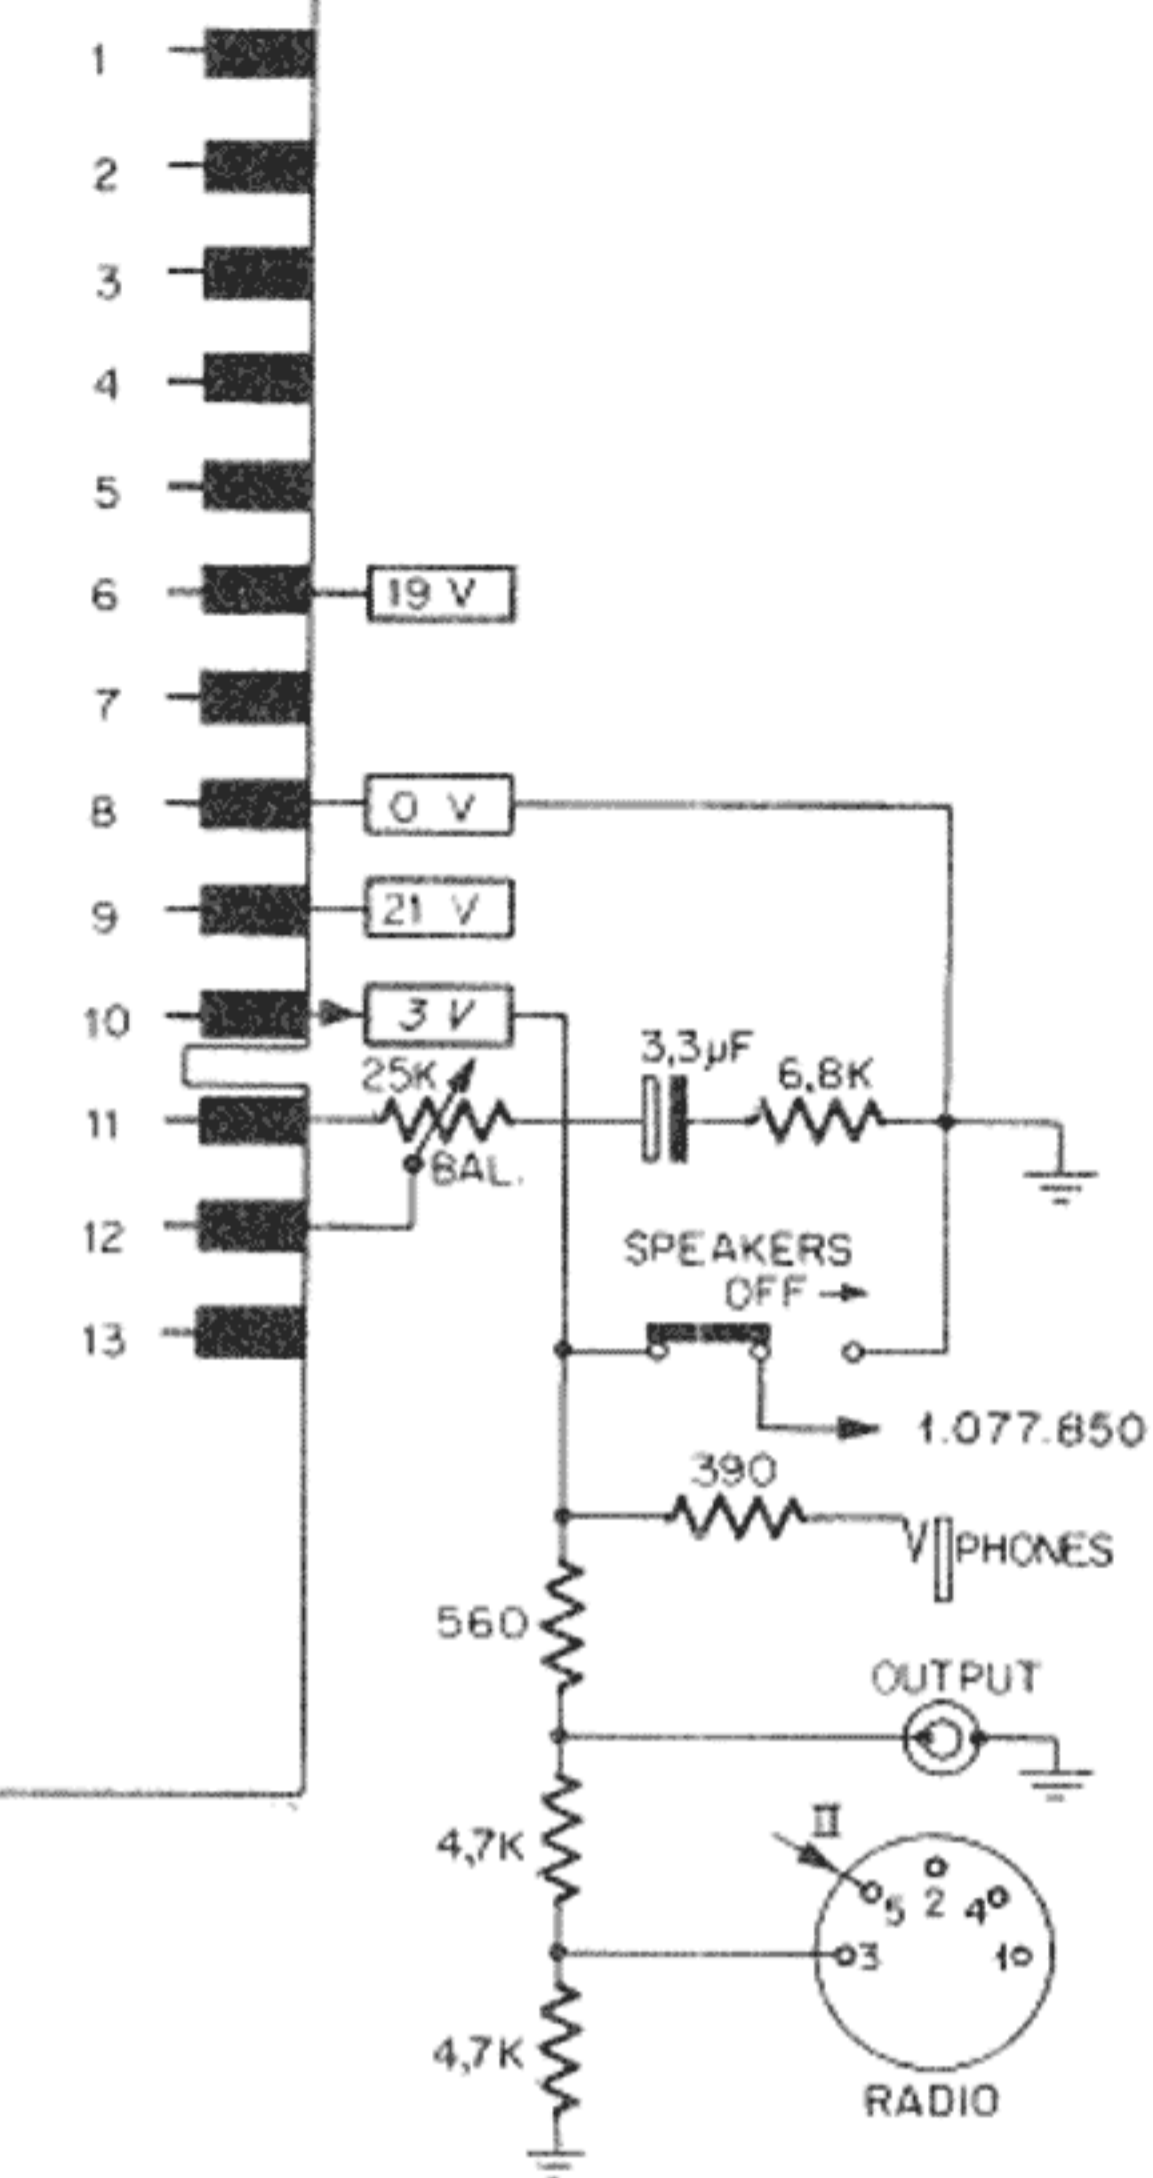 1
2
3
4
5
6 19 V
7
8 0 V
9 21 V
10 3 V
3,3µF
25K 6,8K
11
BAL.
12
SPEAKERS
OFF
13
1.077.850
390
PHONES
560
OUTPUT
4,7K
II
5 2 4
3 1
4,7K
RADIO